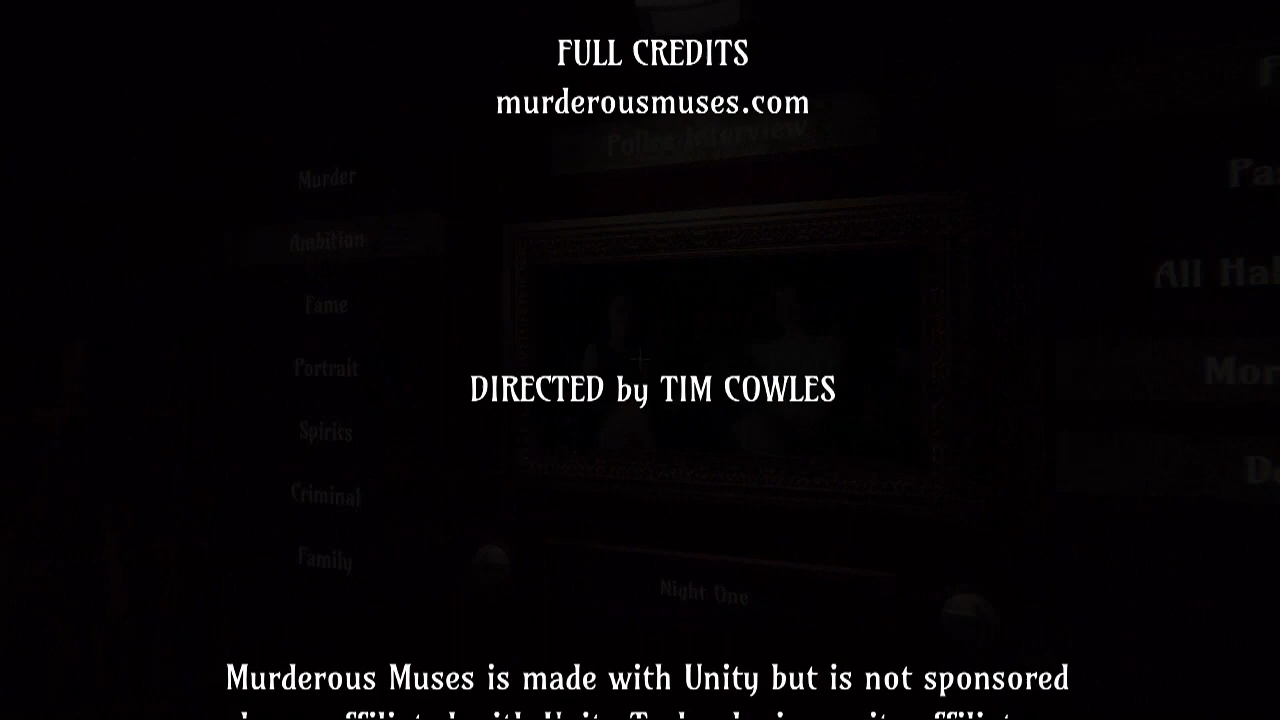 FULL CREDITS
murderousmuses.com
Murder
Ambition
Fame
Portrait
Spirits
Criminal
Family
Night One
DIRECTED by TIM COWLES
Murderous Muses is made with Unity but is not sponsored